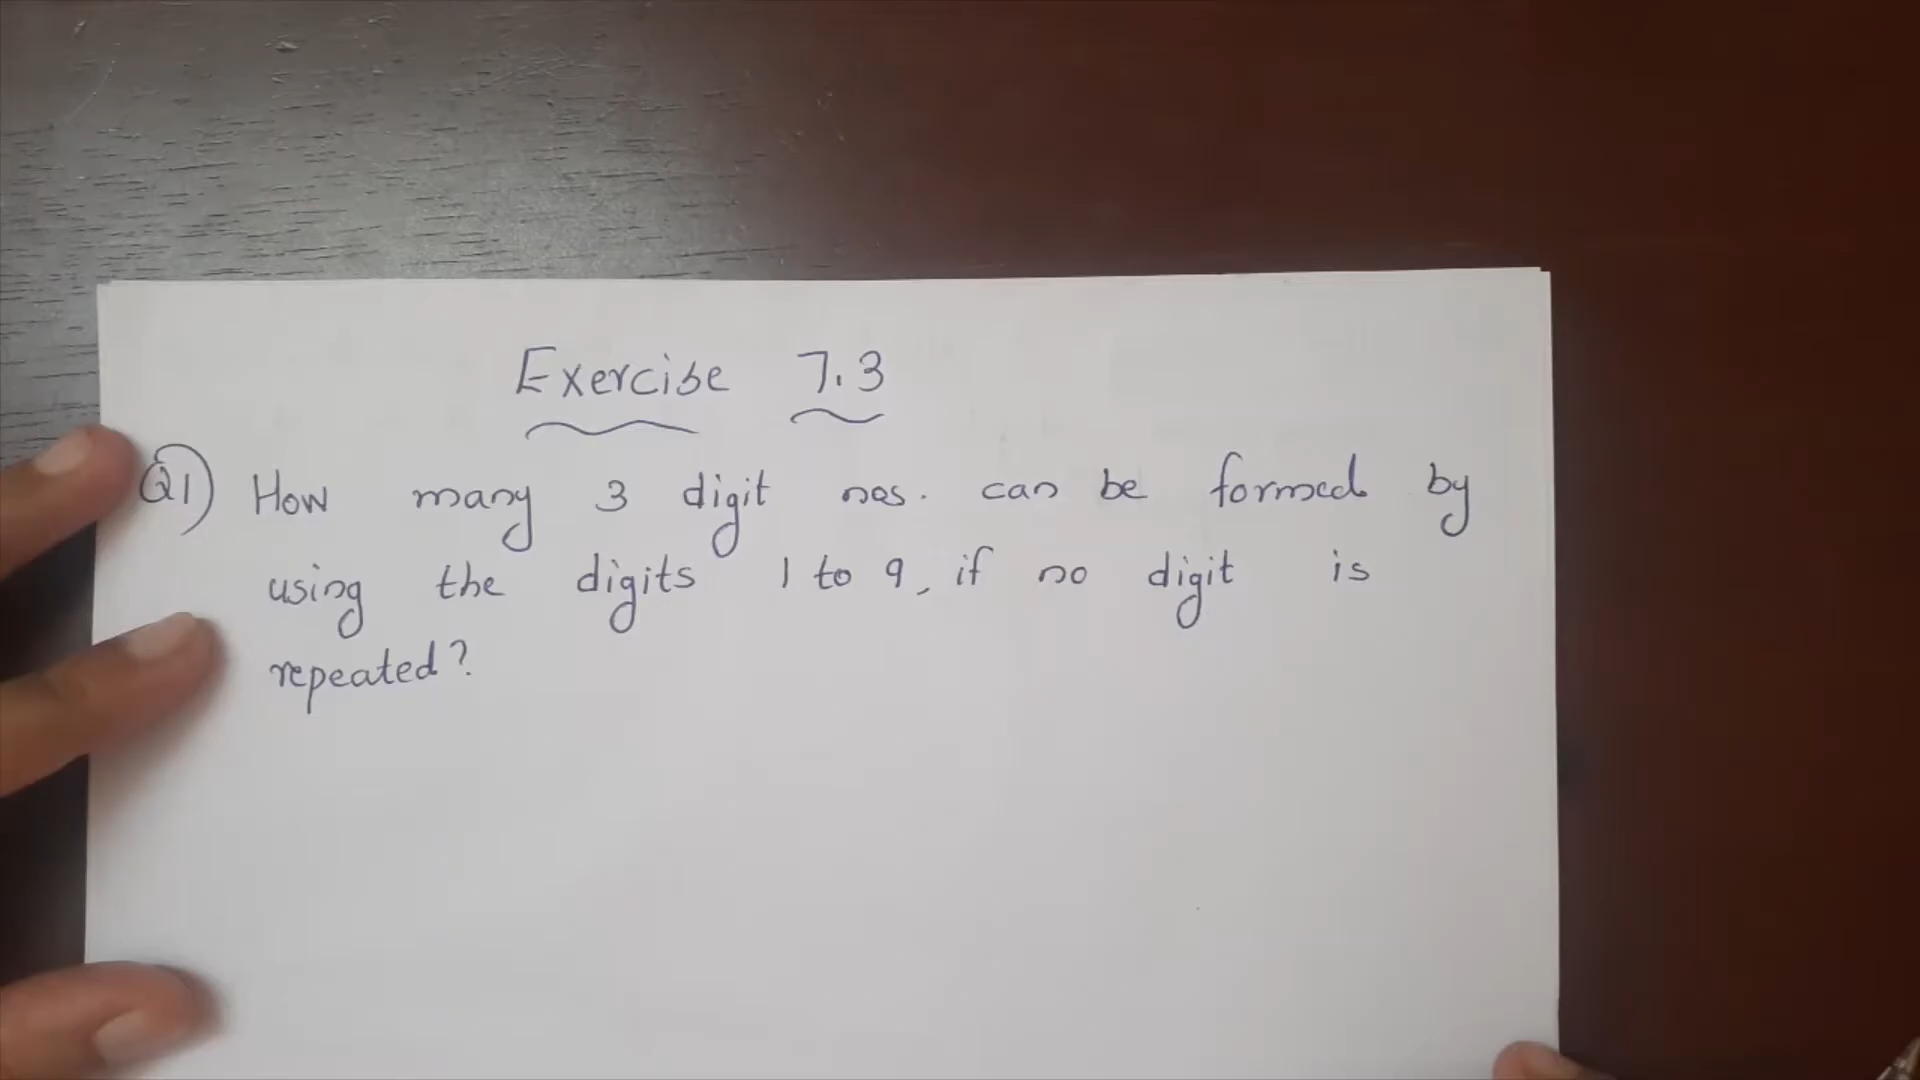 Exercise 7.3
Q1) How many 3 digit nos. can be formed by
using the digits 1 to 9, if no digit is
repeated?